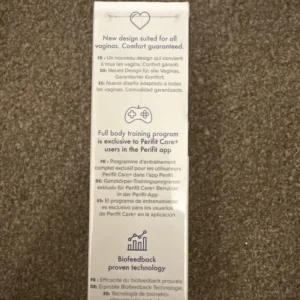 New design suited for all
vaginas. Comfort guaranteed.
FR : Un nouveau design qui convient
à tous les vagins. Confort garanti.
DE: Neues Design für alle Vaginas.
Garantierter Komfort.
ES: Nuevo diseño adaptado a todas
las vaginas. Comodidad garantizada.
Full body training program
is exclusive to Perifit Care+
users in the Perifit app
FR : Programme d'entraînement
complet exclusif pour les utilisateurs
Perifit Care+ dans l'app Perifit
DE: Ganzkörper-Trainingsprogramm
exklusiv für Perifit Care+ Benutzer
in der Perifit-App
ES: El programa de entrenamiento
es exclusivo para los usuarios
de Perifit Care+ en la aplicación
Biofeedback
proven technology
FR : Efficacité du biofeedback prouvée
DE: Erprobte Biofeedback-Technologie
ES: Tecnología de